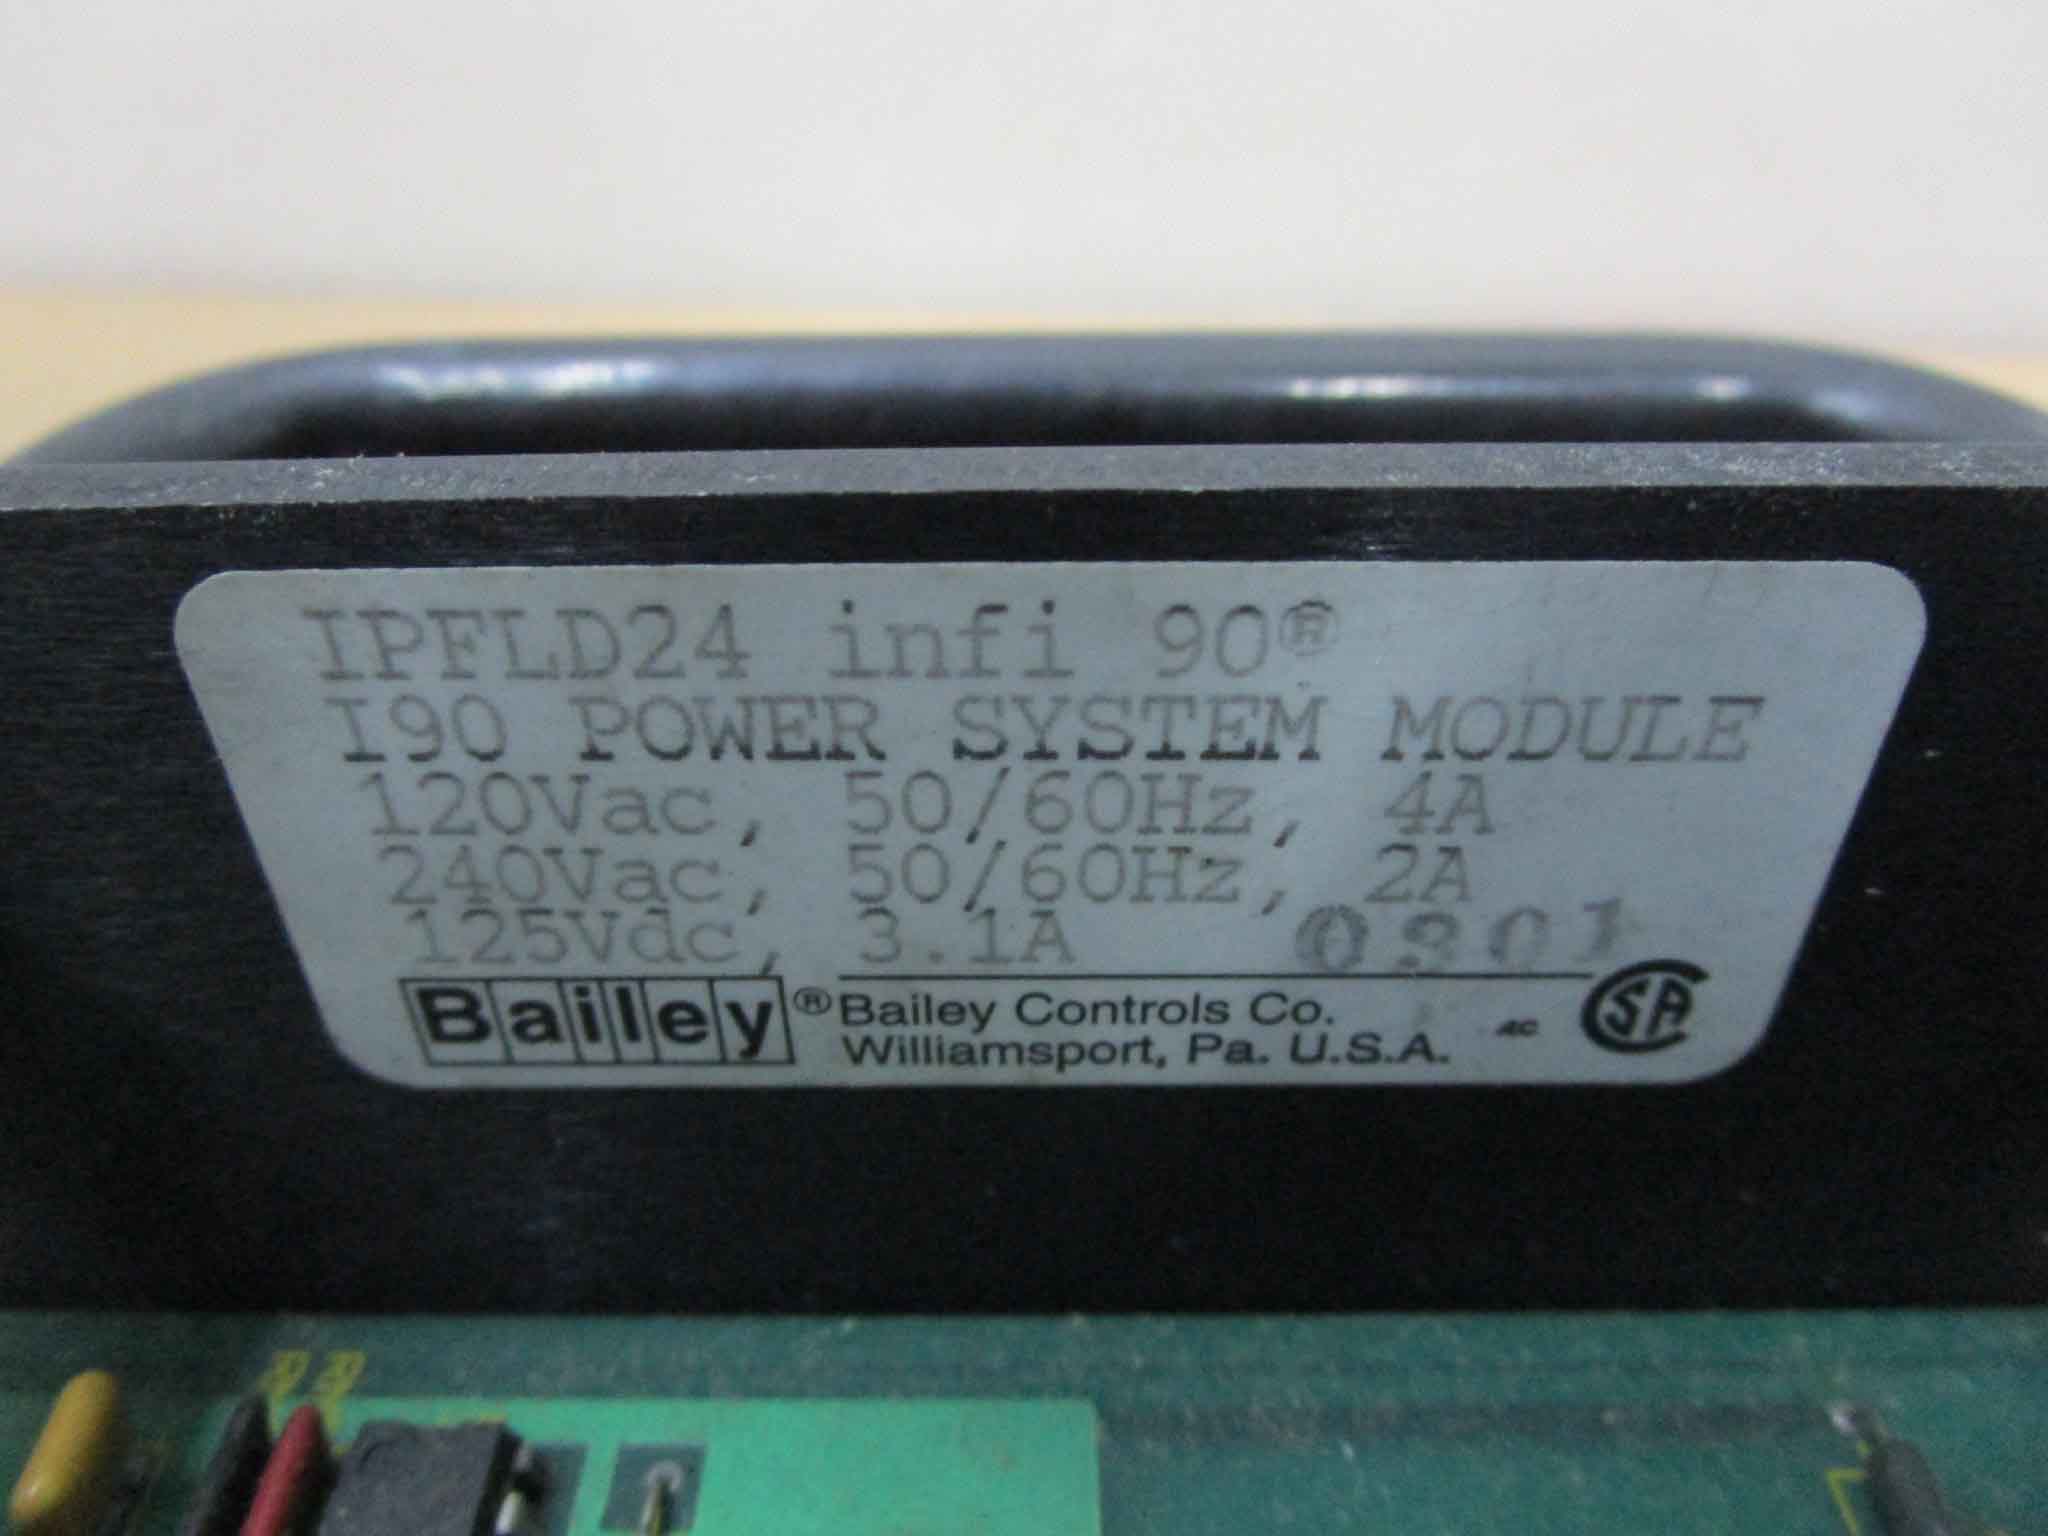 IPFLD24 infi 90®
I90 POWER SYSTEM MODULE
120Vac, 50/60Hz, 4A
240Vac, 50/60Hz, 2A
125Vdc, 3.1A
Bailey® Bailey Controls Co.
Williamsport, Pa. U.S.A.
SA